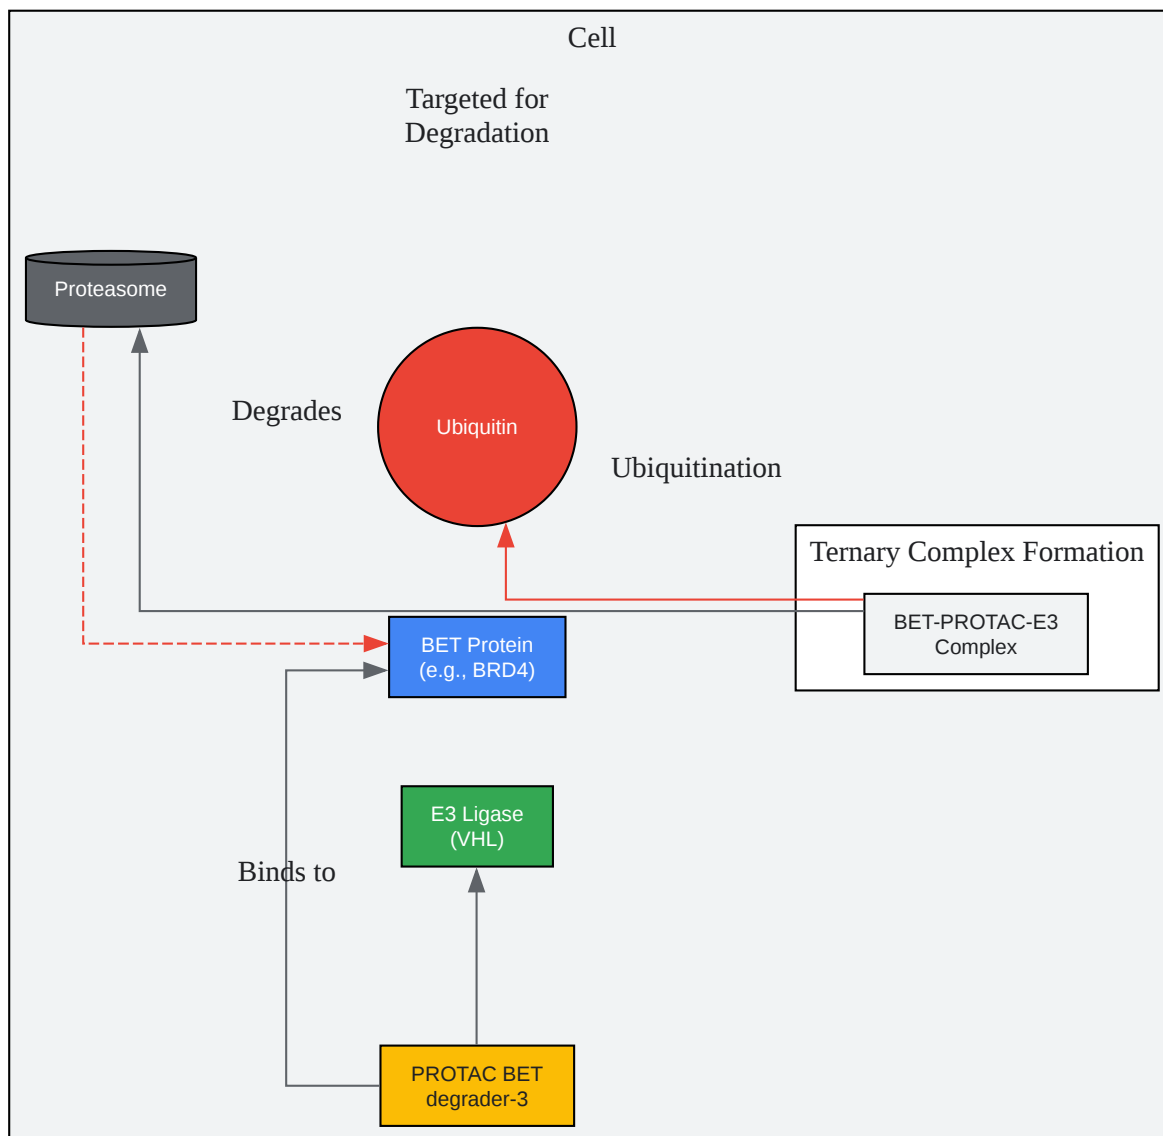 Cell
Targeted for
Degradation
Proteasome
Degrades
Ubiquitin
Ubiquitination
Ternary Complex Formation
BET-PROTAC-E3
Complex
BET Protein
(e.g., BRD4)
E3 Ligase
(VHL)
Binds to
PROTAC BET
degrader-3